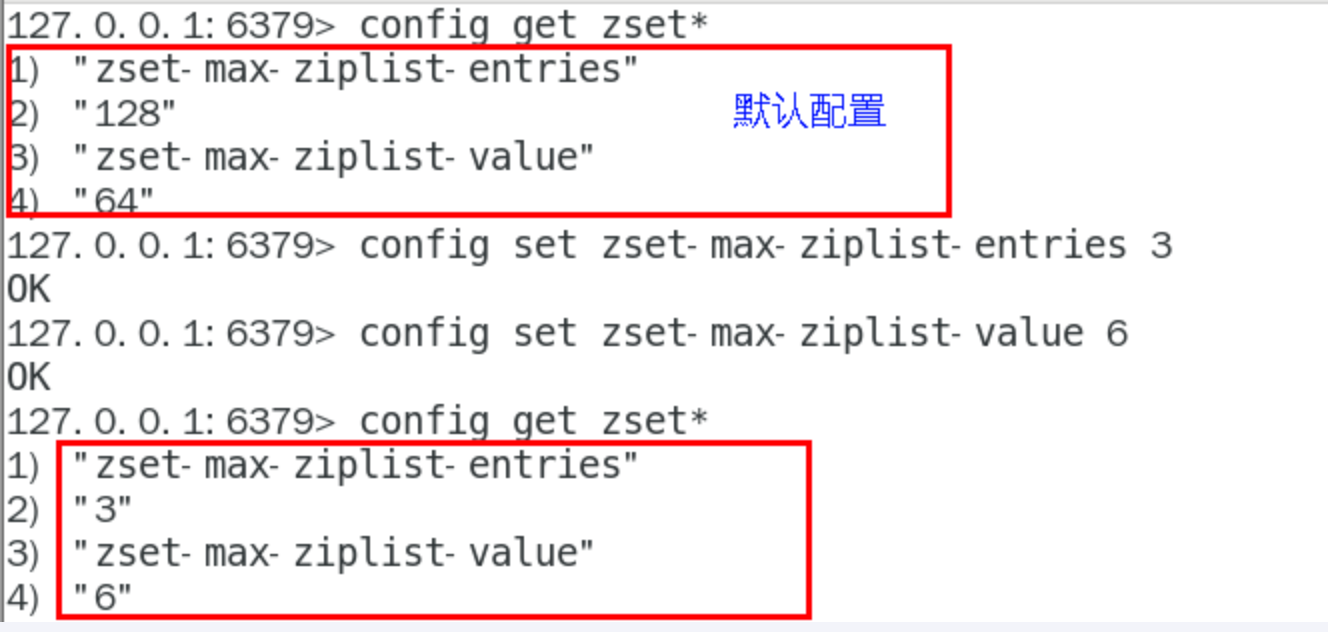 127.0.0.1:6379> config get zset*
1) "zset-max-ziplist-entries"
2) "128"
默认配置
3) "zset-max-ziplist-value"
4) "64"
127.0.0.1:6379> config set zset-max-ziplist-entries 3
OK
127.0.0.1:6379> config set zset-max-ziplist-value 6
OK
127.0.0.1:6379> config get zset*
1) "zset-max-ziplist-entries"
2) "3"
3) "zset-max-ziplist-value"
4) "6"